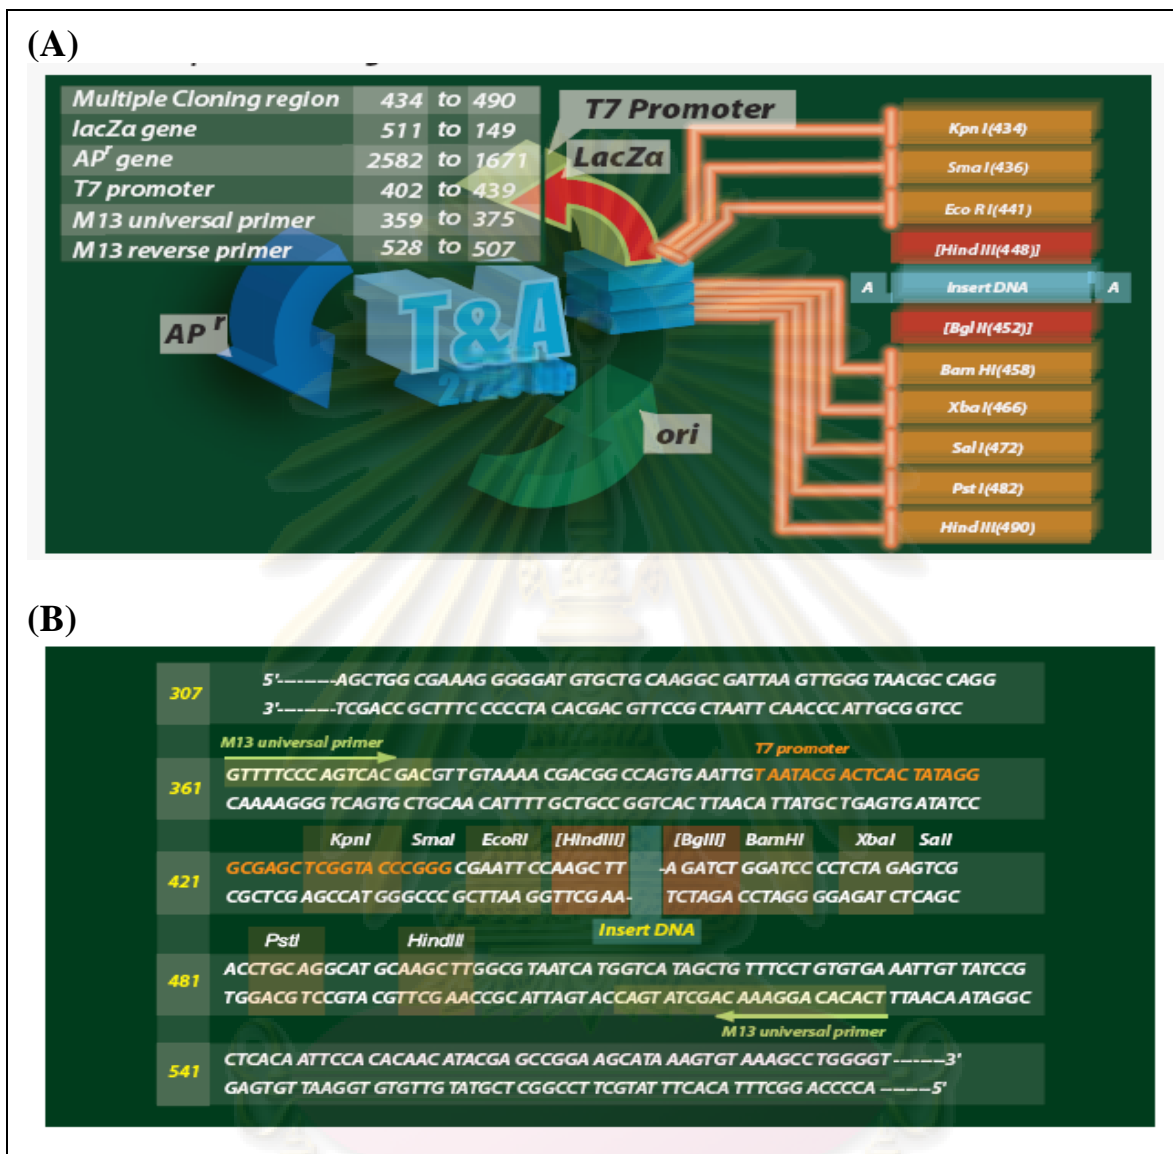 (A)
Multiple Cloning region 434 to 490
lacZα gene 511 to 149
APʳ gene 2582 to 1671
T7 promoter 402 to 439
M13 universal primer 359 to 375
M13 reverse primer 528 to 507
T7 Promoter
LacZα
APʳ
T&A
ori
Kpn I(434)
Sma I(436)
Eco R I(441)
[Hind III(448)]
A Insert DNA A
[Bgl II(452)]
Bam HI(458)
Xba I(466)
Sal I(472)
Pst I(482)
Hind III(490)
(B)
307
5'---------AGCTGG CGAAAG GGGGAT GTGCTG CAAGGC GATTAA GTTGGG TAACGC CAGG
3'---------TCGACC GCTTTC CCCCTA CACGAC GTTCCG CTAATT CAACCC ATTGCG GTCC
M13 universal primer T7 promoter
361
GTTTTCCC AGTCAC GACGTT GTAAAA CGACGG CCAGTG AATTGT AATACG ACTCAC TATAGG
CAAAAGGG TCAGTG CTGCAA CATTTT GCTGCC GGTCAC TTAACA TTATGC TGAGTG ATATCC
KpnI SmaI EcoRI [HindIII] [BglII] BamHI XbaI SalI
421
GCGAGC TCGGTA CCCGGG CGAATT CCAAGC TT -A GATCT GGATCC CCTCTA GAGTCG
CGCTCG AGCCAT GGGCCC GCTTAA GGTTCG AA- TCTAGA CCTAGG GGAGAT CTCAGC
Insert DNA
PstI HindIII
481
ACCTGC AGGCAT GCAAGC TTGGCG TAATCA TGGTCA TAGCTG TTTCCT GTGTGA AATTGT TATCCG
TGGACG TCCGTA CGTTCG AACCGC ATTAGT ACCAGT ATCGAC AAAGGA CACACT TTAACA ATAGGC
M13 universal primer
541
CTCACA ATTCCA CACAAC ATACGA GCCGGA AGCATA AAGTGT AAAGCC TGGGGT--------3'
GAGTGT TAAGGT GTGTTG TATGCT CGGCCT TCGTAT TTCACA TTTCGG ACCCCA --------5'